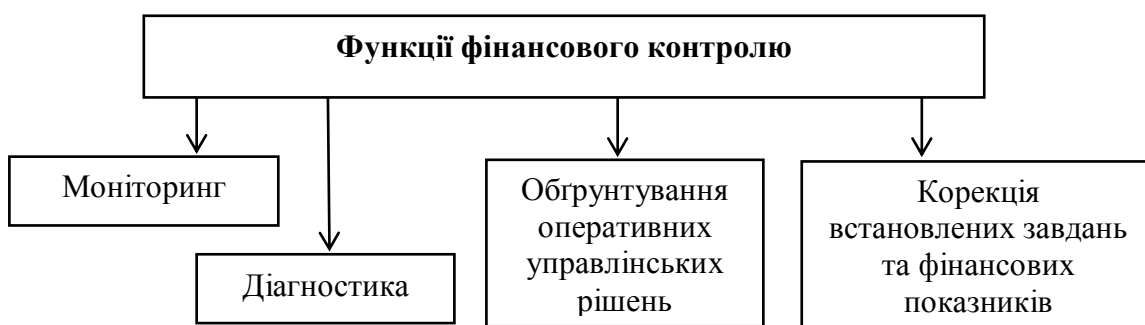 Функції фінансового контролю
Моніторинг
Діагностика
Обґрунтування
оперативних
управлінських
рішень
Корекція
встановлених завдань
та фінансових
показників